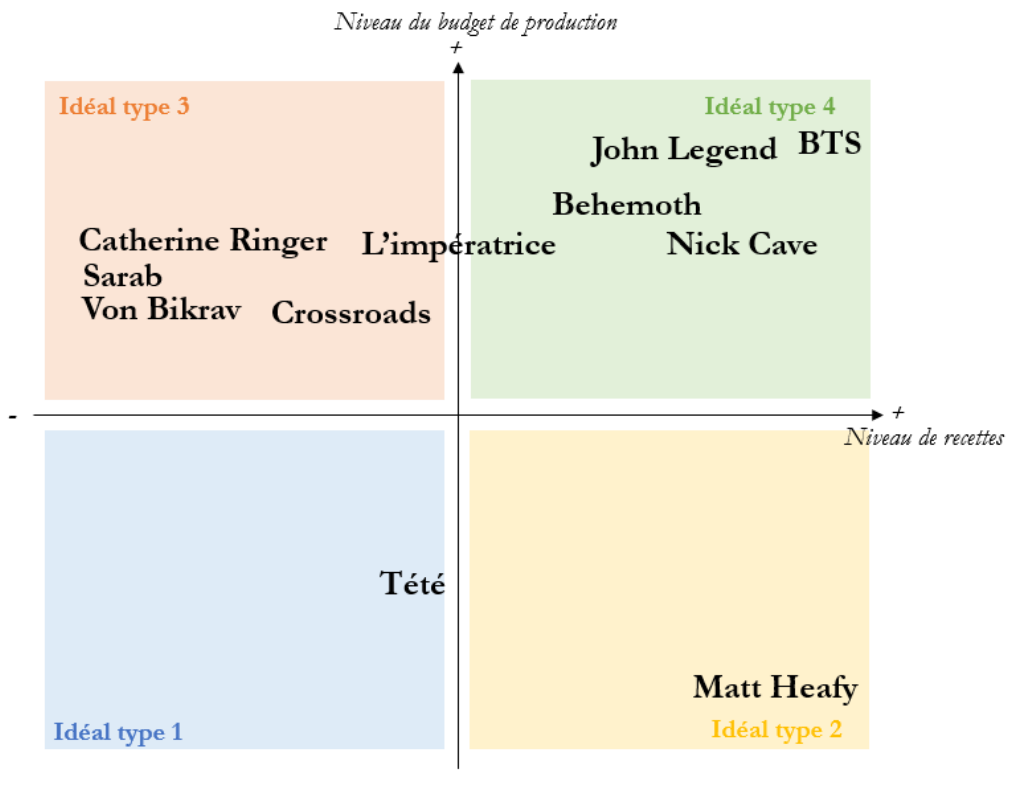 Niveau du budget de production
+
Idéal type 3
Idéal type 4
John Legend BTS
Behemoth
Catherine Ringer L'impératrice Nick Cave
Sarab
Von Bikrav Crossroads
- +
Niveau de recettes
Tété
Matt Heafy
Idéal type 1 Idéal type 2